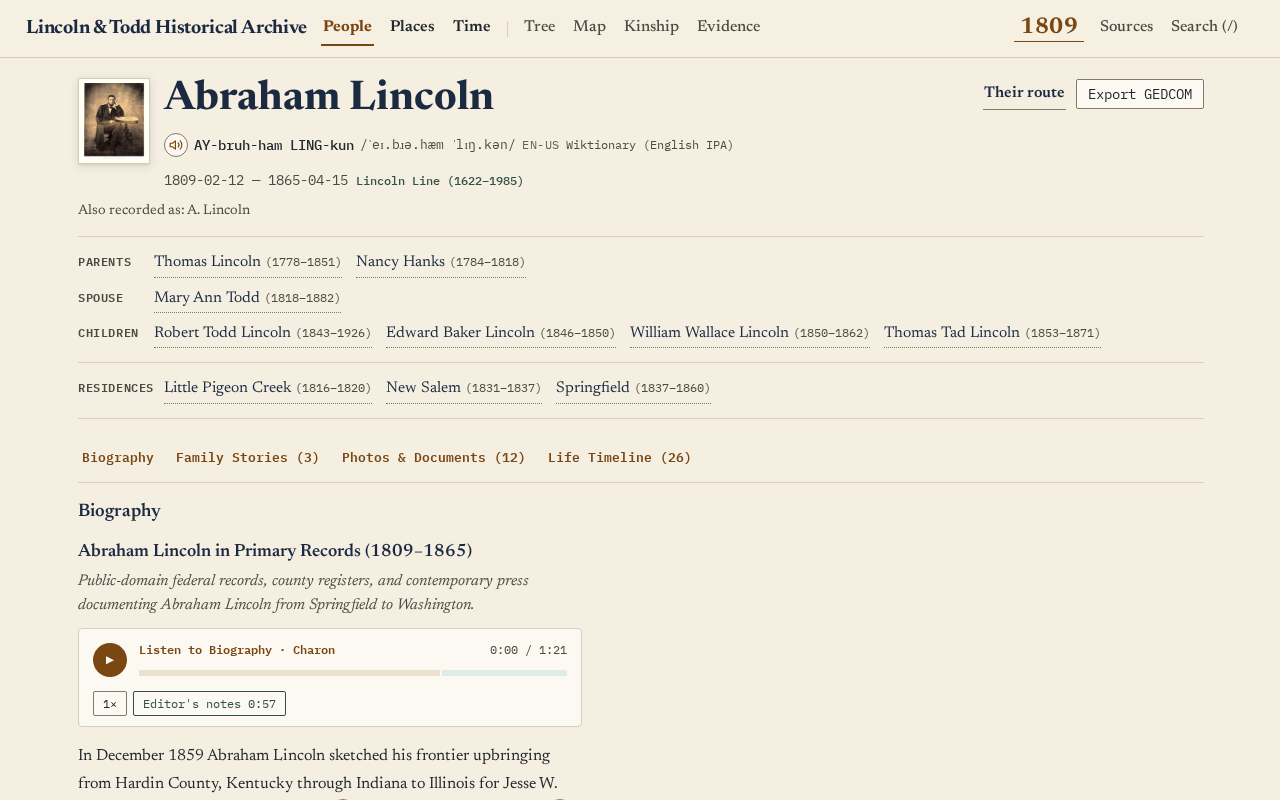 Lincoln & Todd Historical Archive People Places Time Tree Map Kinship Evidence 1809 Sources Search (/)
Abraham Lincoln
Their route Export GEDCOM
AY-bruh-ham LING-kun /ˈeɪ.bɹə.hæm ˈlɪŋ.kən/ EN-US Wiktionary (English IPA)
1809-02-12 — 1865-04-15 Lincoln Line (1622–1985)
Also recorded as: A. Lincoln
PARENTS Thomas Lincoln (1778–1851) Nancy Hanks (1784–1818)
SPOUSE Mary Ann Todd (1818–1882)
CHILDREN Robert Todd Lincoln (1843–1926) Edward Baker Lincoln (1846–1850) William Wallace Lincoln (1850–1862) Thomas Tad Lincoln (1853–1871)
RESIDENCES Little Pigeon Creek (1816–1820) New Salem (1831–1837) Springfield (1837–1860)
Biography Family Stories (3) Photos & Documents (12) Life Timeline (26)
Biography
Abraham Lincoln in Primary Records (1809–1865)
Public-domain federal records, county registers, and contemporary press
documenting Abraham Lincoln from Springfield to Washington.
Listen to Biography · Charon 0:00 / 1:21
1× Editor's notes 0:57
In December 1859 Abraham Lincoln sketched his frontier upbringing
from Hardin County, Kentucky through Indiana to Illinois for Jesse W.